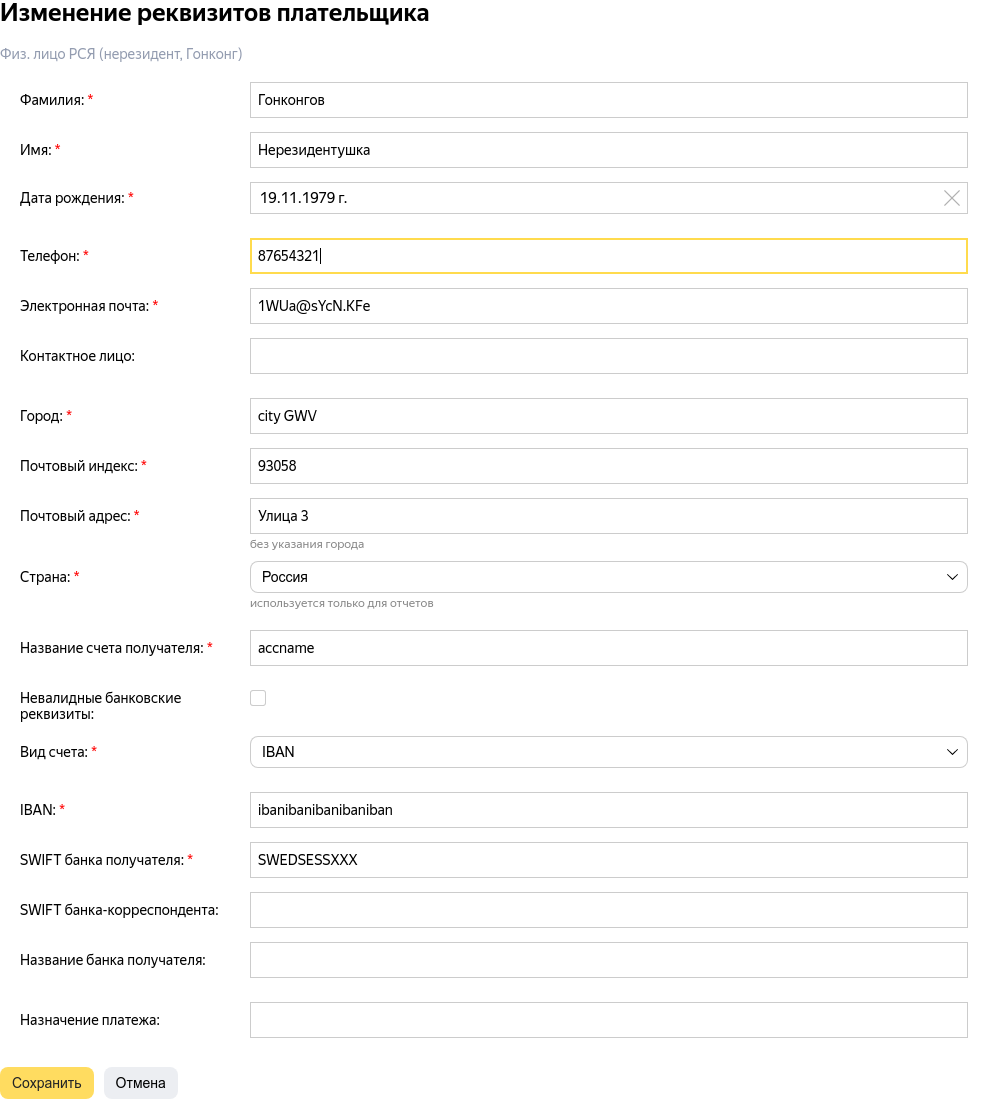 Изменение реквизитов плательщика
Физ. лицо РСЯ (нерезидент, Гонконг)
Фамилия: * Гонконгов
Имя: * Нерезидентушка
Дата рождения: * 19.11.1979 г.
Телефон: * 87654321
Электронная почта: * 1WUa@sYcN.KFe
Контактное лицо:
Город: * city GWV
Почтовый индекс: * 93058
Почтовый адрес: * Улица 3
без указания города
Страна: * Россия
используется только для отчетов
Название счета получателя: * accname
Невалидные банковские
реквизиты:
Вид счета: * IBAN
IBAN: * ibanibanibanibaniban
SWIFT банка получателя: * SWEDSESSXXX
SWIFT банка-корреспондента:
Название банка получателя:
Назначение платежа:
Сохранить Отмена